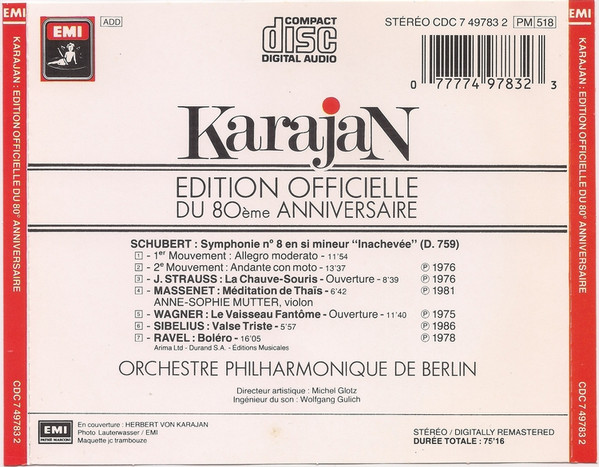 EMI
ADD
EMI
COMPACT
disc
DIGITAL AUDIO
STÉRÉO CDC 7 49783 2 PM 518
0 77774 97832 3
EMI
KARAJAN : EDITION OFFICIELLE DU 80e ANNIVERSAIRE
CDC 7 49783 2
KarajaN
EDITION OFFICIELLE
DU 80ème ANNIVERSAIRE
SCHUBERT : Symphonie nº 8 en si mineur "Inachevée" (D. 759)
1 - 1er Mouvement : Allegro moderato - 11'54
2 - 2e Mouvement : Andante con moto - 13'37 ℗ 1976
3 - J. STRAUSS : La Chauve-Souris - Ouverture - 8'39 ℗ 1976
4 - MASSENET : Méditation de Thaïs - 6'42 ℗ 1981
ANNE-SOPHIE MUTTER, violon
5 - WAGNER : Le Vaisseau Fantôme - Ouverture - 11'40 ℗ 1975
6 - SIBELIUS : Valse Triste - 5'57 ℗ 1986
7 - RAVEL : Boléro - 16'05 ℗ 1978
Arima Ltd - Durand S.A. - Éditions Musicales
ORCHESTRE PHILHARMONIQUE DE BERLIN
Directeur artistique : Michel Glotz
Ingénieur du son : Wolfgang Gulich
EMI
PATHÉ MARCONI
En couverture : HERBERT VON KARAJAN
Photo Lauterwasser / EMI
Maquette jc trambouze
STÉRÉO / DIGITALLY REMASTERED
DURÉE TOTALE : 75'16
EMI
KARAJAN : EDITION OFFICIELLE DU 80e ANNIVERSAIRE
CDC 7 49783 2